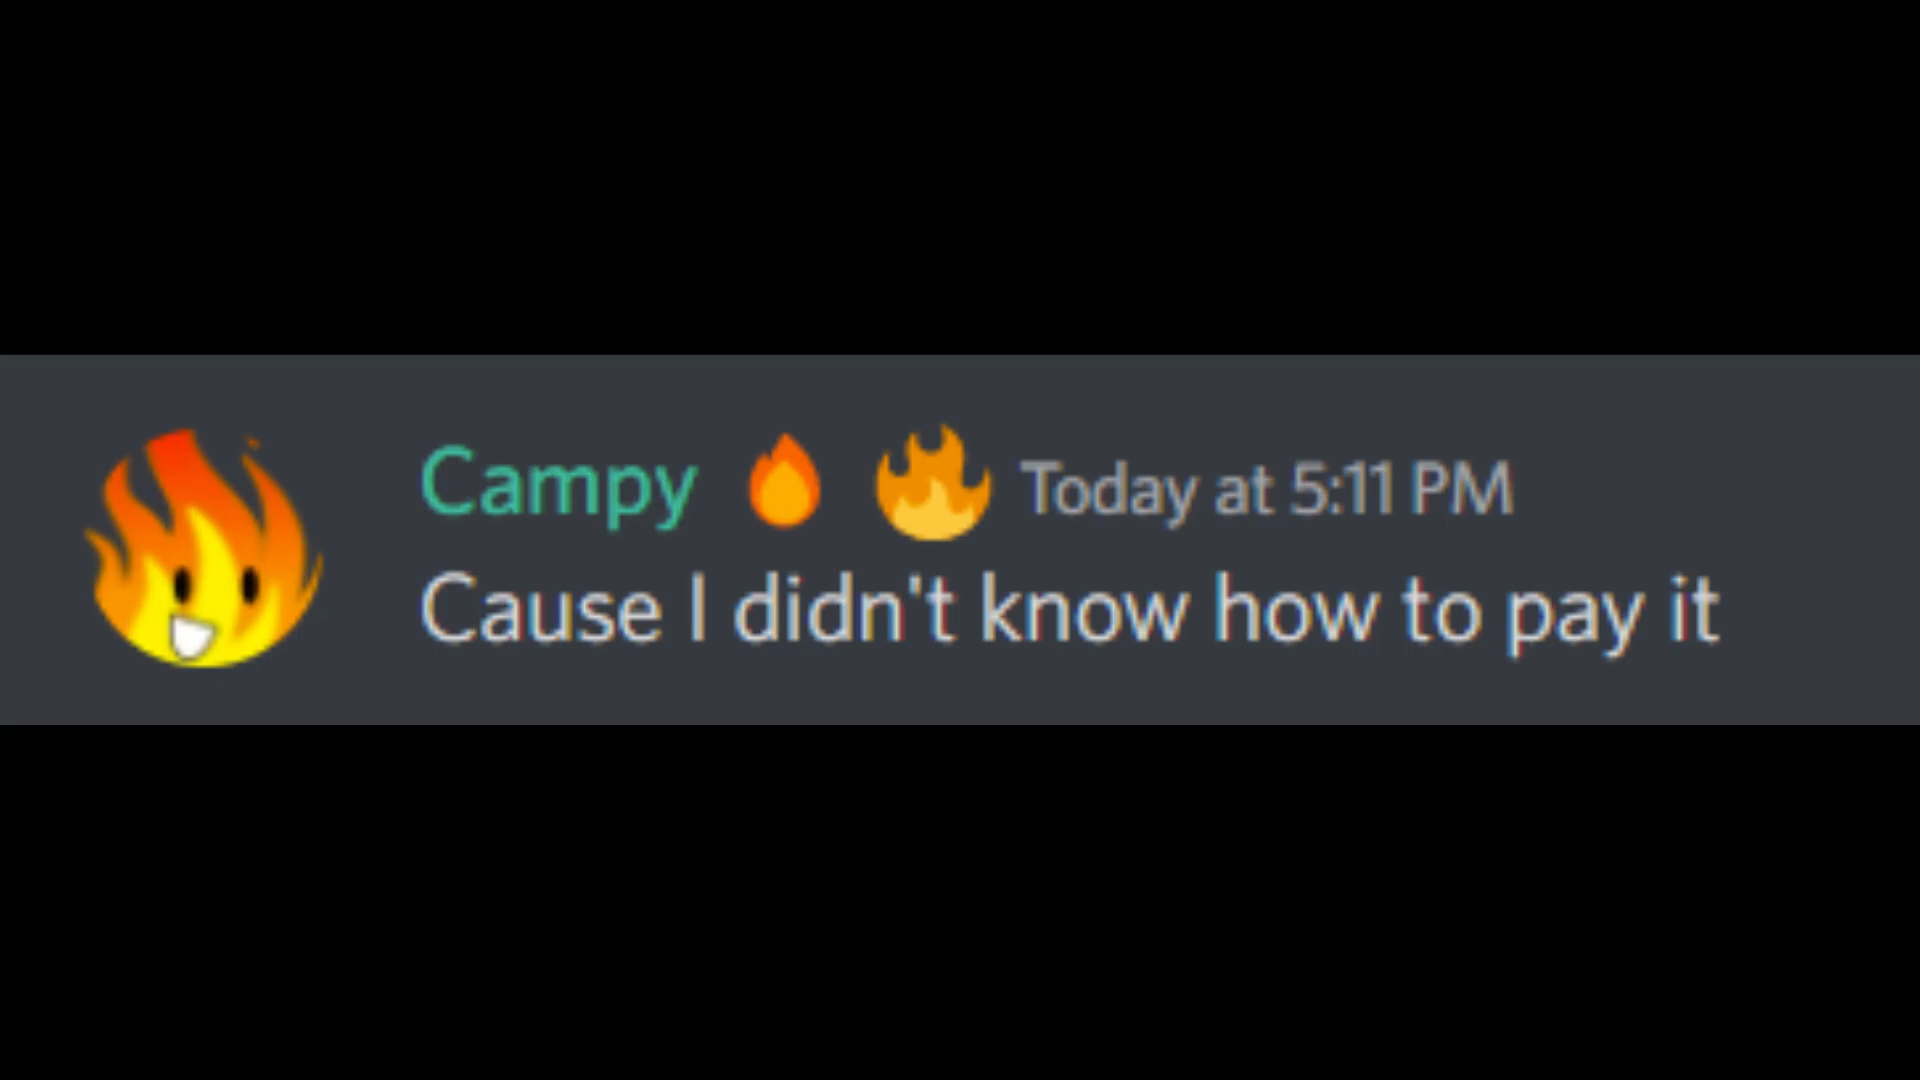 Campy 🔥 🔥 Today at 5:11 PM
Cause I didn't know how to pay it